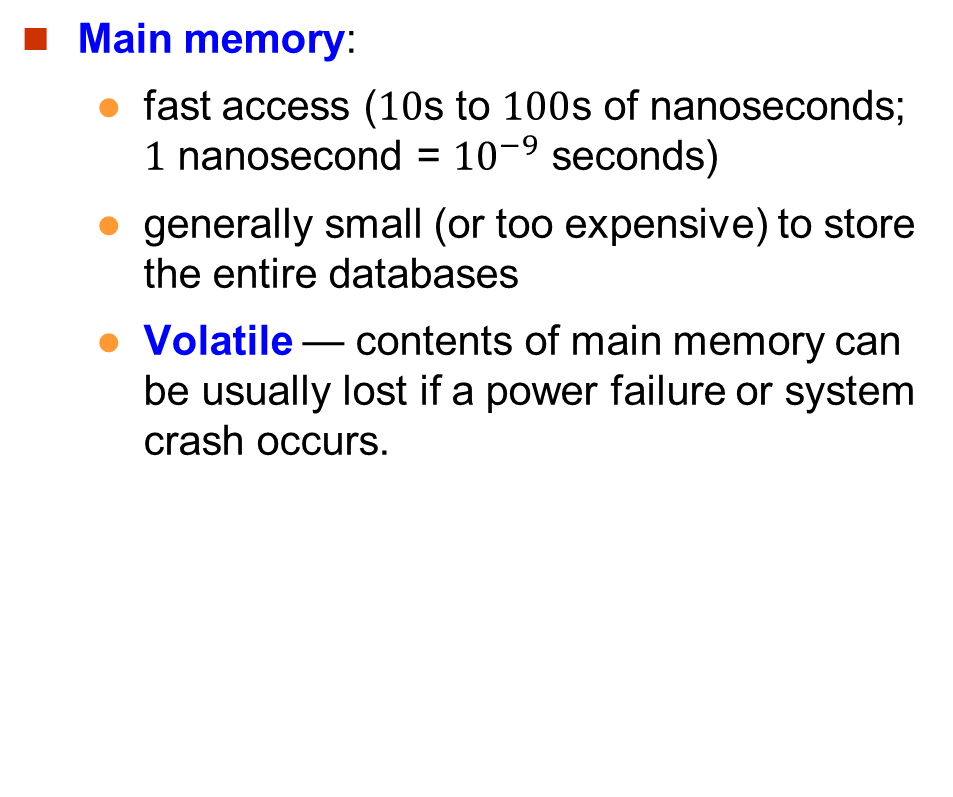 Main memory:
fast access (10s to 100s of nanoseconds;
1 nanosecond = 10⁻⁹ seconds)
generally small (or too expensive) to store
the entire databases
Volatile — contents of main memory can
be usually lost if a power failure or system
crash occurs.